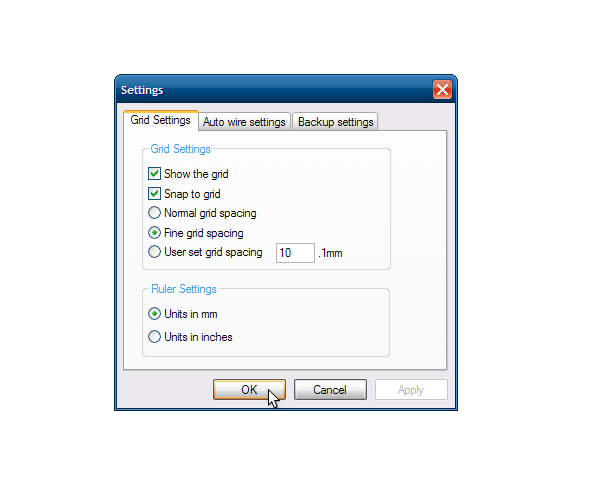 Settings
Grid Settings
Auto wire settings
Backup settings
Grid Settings
Show the grid
Snap to grid
Normal grid spacing
Fine grid spacing
User set grid spacing 10 .1mm
Ruler Settings
Units in mm
Units in inches
OK Cancel Apply